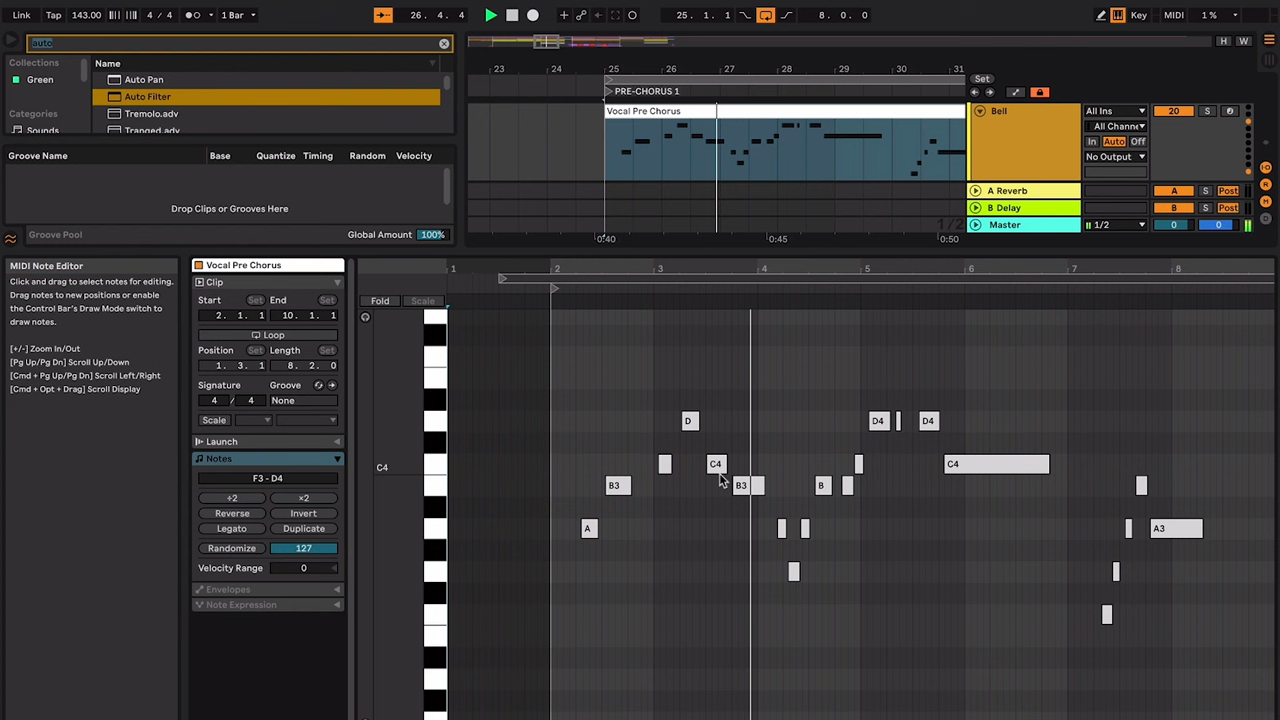 Link Tap 143.00 4 / 4 1 Bar 26. 4. 4 25. 1. 1 8. 0. 0 Key MIDI 1 %
auto
Collections
Green
Categories
Sounds
Name
Auto Pan
Auto Filter
Tremolo.adv
Tranged.adv
Groove Name Base Quantize Timing Random Velocity
Drop Clips or Grooves Here
Groove Pool Global Amount 100%
H W
23 24 25 26 27 28 29 30 31
Set
PRE-CHORUS 1
Vocal Pre Chorus
Bell
All Ins
All Channe
In Auto Off
No Output
20 S
A Reverb A S Post
B Delay B S Post
1/2
Master 1/2 0 0
0:40 0:45 0:50
MIDI Note Editor
Click and drag to select notes for editing.
Drag notes to new positions or enable
the Control Bar's Draw Mode switch to
draw notes.
[+/-] Zoom In/Out
[Pg Up/Pg Dn] Scroll Up/Down
[Cmd + Pg Up/Pg Dn] Scroll Left/Right
[Cmd + Opt + Drag] Scroll Display
Vocal Pre Chorus
Clip
Start Set End Set
2. 1. 1 10. 1. 1
Loop
Position Set Length Set
1. 3. 1 8. 2. 0
Signature Groove
4 / 4 None
Scale
Launch
Notes
F3 - D4
÷2 ×2
Reverse Invert
Legato Duplicate
Randomize 127
Velocity Range 0
Envelopes
Note Expression
1 2 3 4 5 6 7 8
Fold Scale
D D4 D4
C4 C4 C4
B3 B3 B
A A3